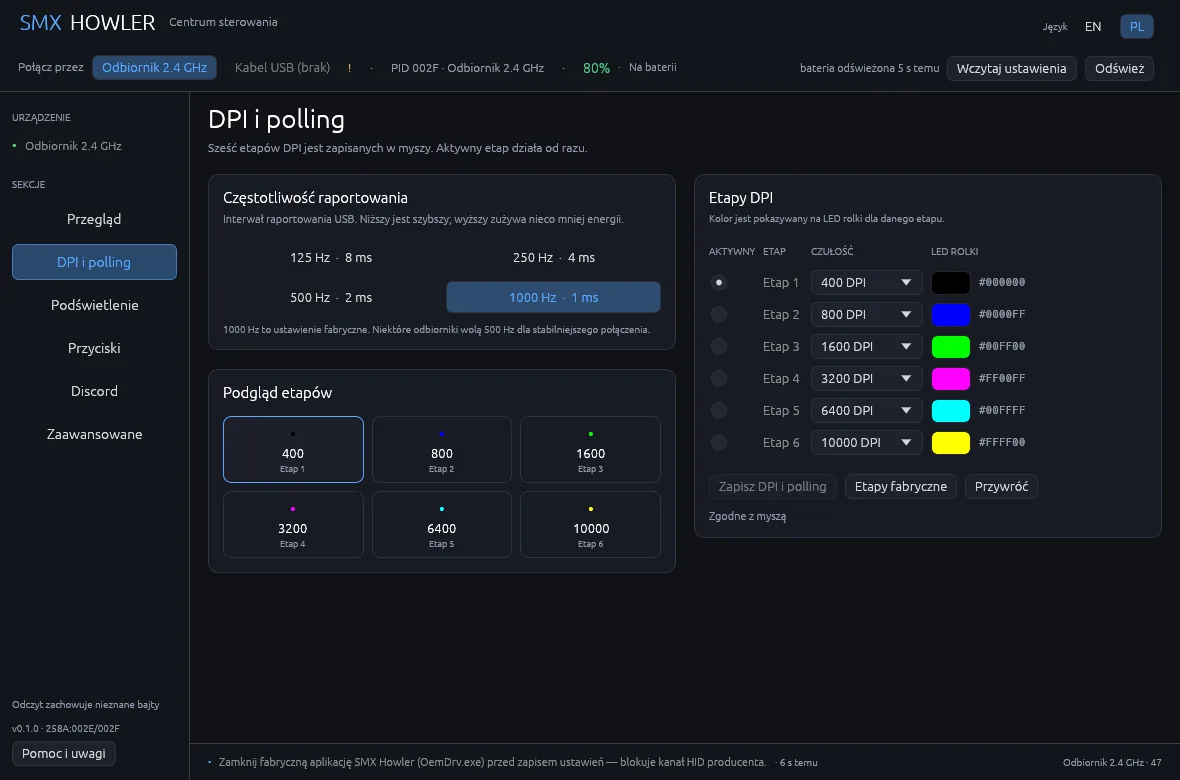 SMX HOWLER Centrum sterowania
Język EN PL
Połącz przez Odbiornik 2.4 GHz Kabel USB (brak) ! · PID 002F · Odbiornik 2.4 GHz · 80% · Na baterii
bateria odświeżona 5 s temu Wczytaj ustawienia Odśwież
URZĄDZENIE
• Odbiornik 2.4 GHz
SEKCJE
Przegląd
DPI i polling
Podświetlenie
Przyciski
Discord
Zaawansowane
Odczyt zachowuje nieznane bajty
v0.1.0 · 258A:002E/002F
Pomoc i uwagi
DPI i polling
Sześć etapów DPI jest zapisanych w myszy. Aktywny etap działa od razu.
Częstotliwość raportowania
Interwał raportowania USB. Niższy jest szybszy; wyższy zużywa nieco mniej energii.
125 Hz · 8 ms 250 Hz · 4 ms
500 Hz · 2 ms 1000 Hz · 1 ms
1000 Hz to ustawienie fabryczne. Niektóre odbiorniki wolą 500 Hz dla stabilniejszego połączenia.
Podgląd etapów
400 800 1600
Etap 1 Etap 2 Etap 3
3200 6400 10000
Etap 4 Etap 5 Etap 6
Etapy DPI
Kolor jest pokazywany na LED rolki dla danego etapu.
AKTYWNY ETAP CZUŁOŚĆ LED ROLKI
Etap 1 400 DPI #000000
Etap 2 800 DPI #0000FF
Etap 3 1600 DPI #00FF00
Etap 4 3200 DPI #FF00FF
Etap 5 6400 DPI #00FFFF
Etap 6 10000 DPI #FFFF00
Zapisz DPI i polling Etapy fabryczne Przywróć
Zgodne z myszą
• Zamknij fabryczną aplikację SMX Howler (OemDrv.exe) przed zapisem ustawień — blokuje kanał HID producenta. · 6 s temu
Odbiornik 2.4 GHz · 47